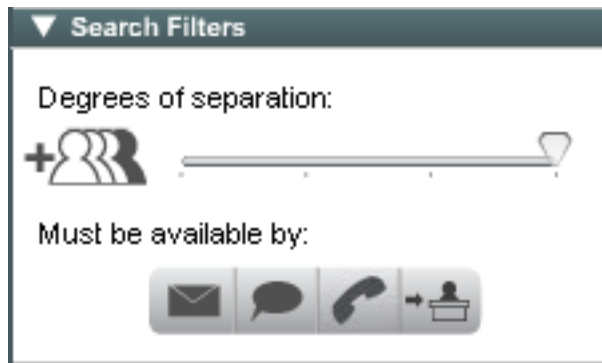 Search Filters
Degrees of separation:
Must be available by: